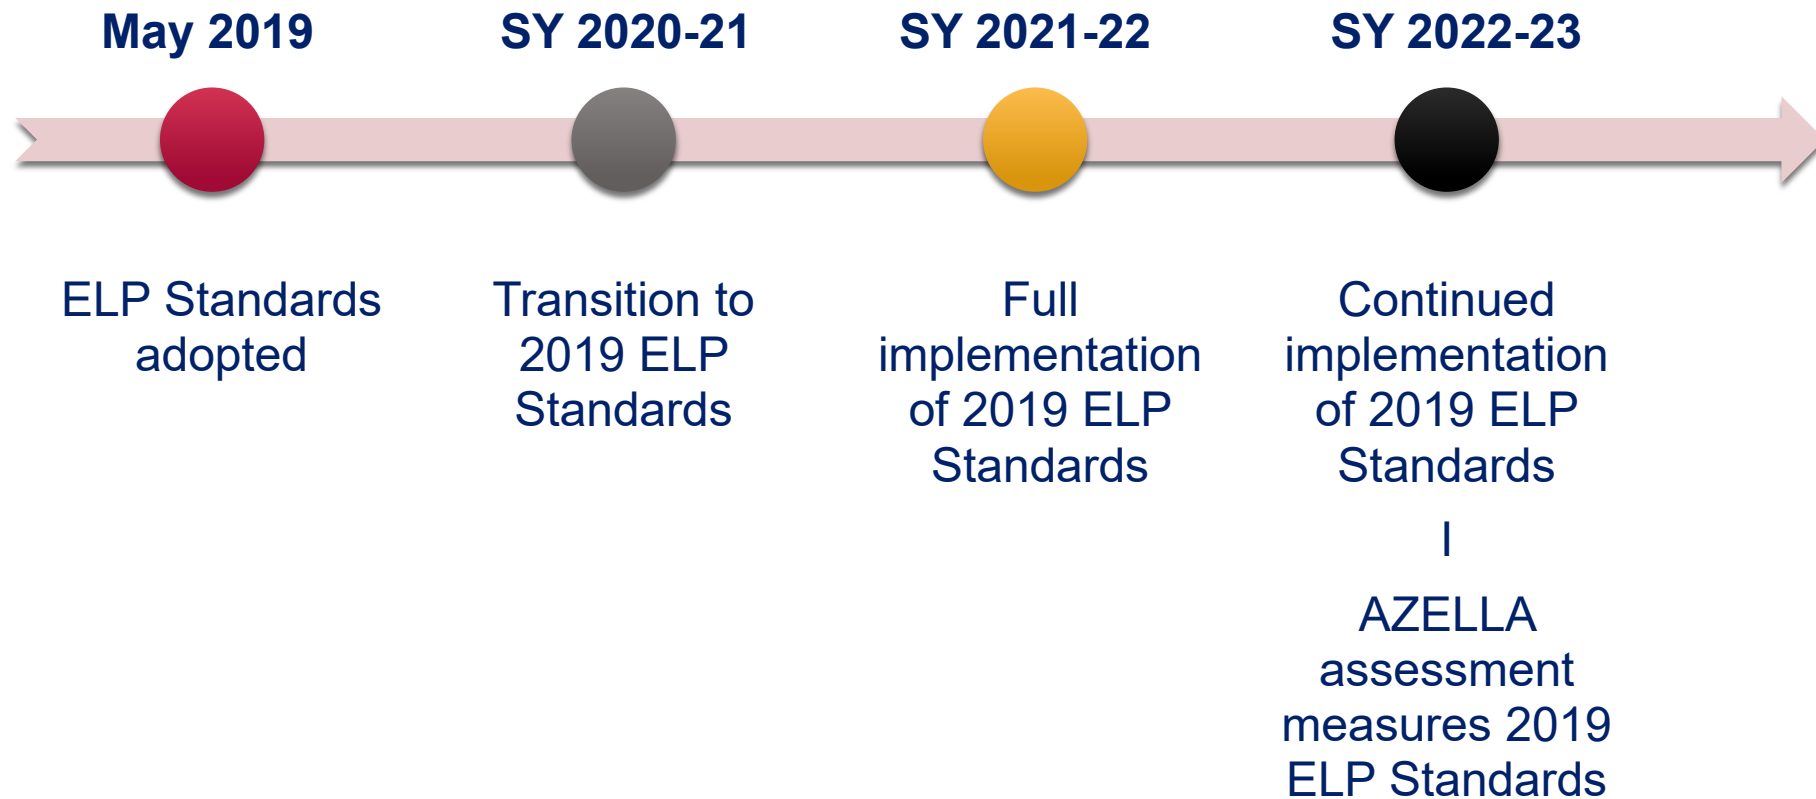 May 2019
SY 2020-21
SY 2021-22
SY 2022-23
ELP Standards
adopted
Transition to
2019 ELP
Standards
Full
implementation
of 2019 ELP
Standards
Continued
implementation
of 2019 ELP
Standards
I
AZELLA
assessment
measures 2019
ELP Standards